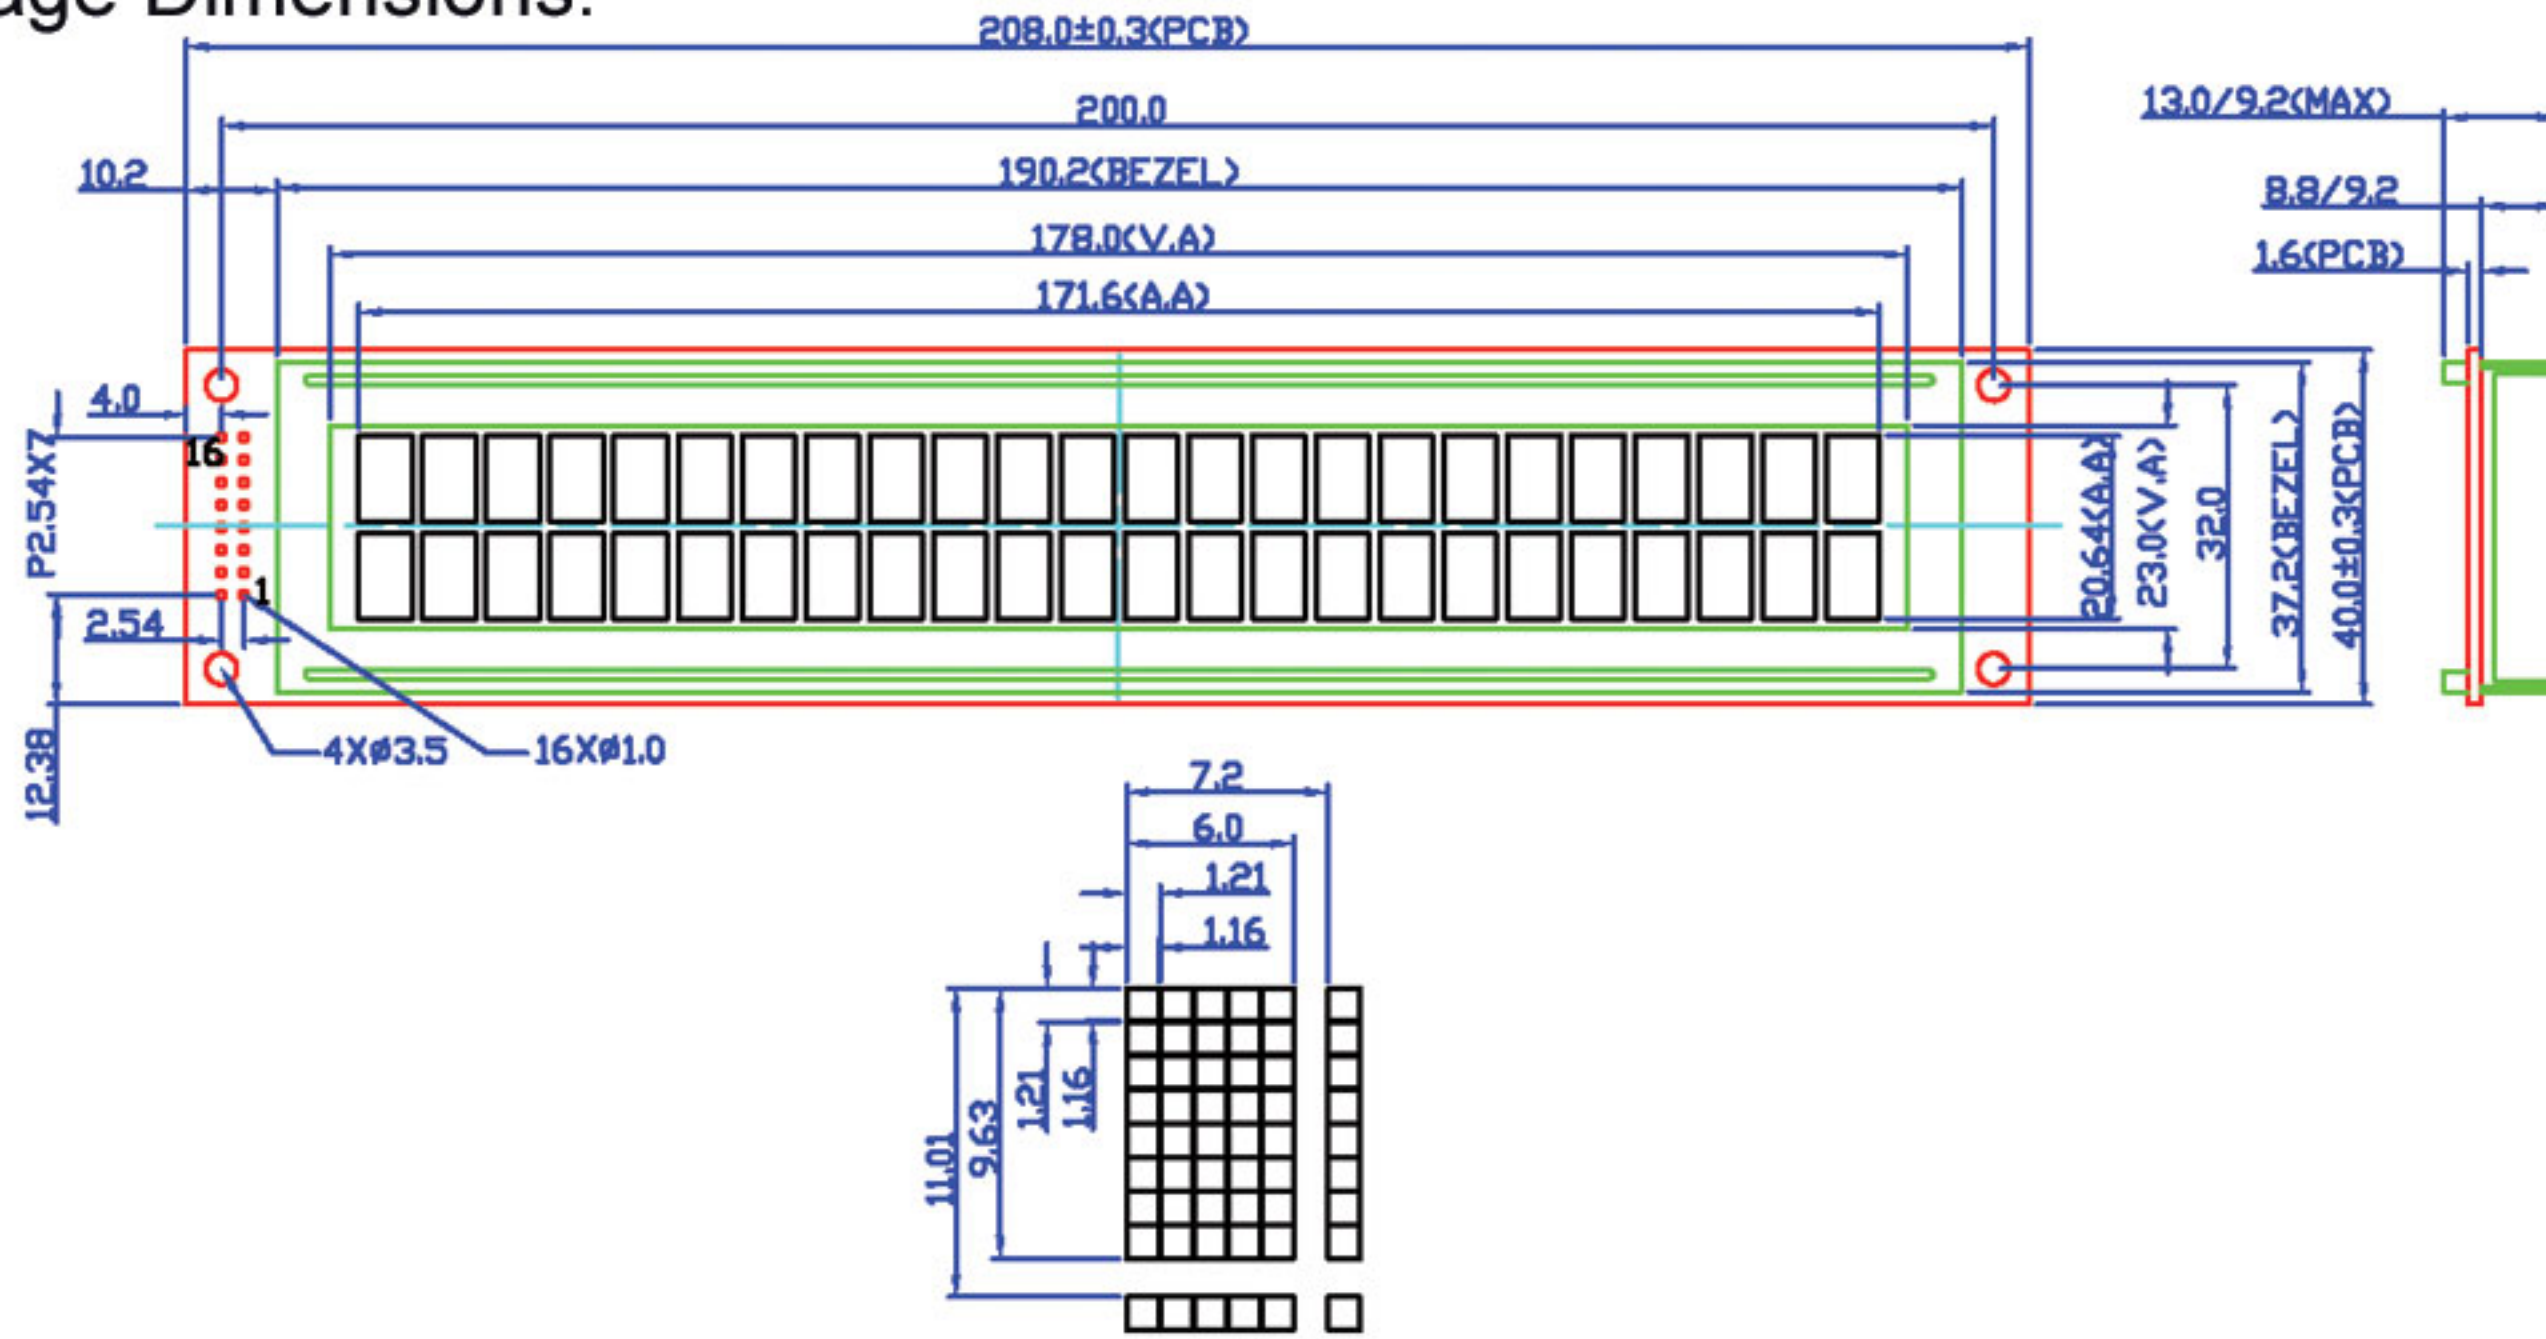 age Dimensions:
208.0±0.3(PCB)
13.0/9.2(MAX)
200.0
10.2
190.2(BEZEL)
8.8/9.2
178.0(V.A)
1.6(PCB)
171.6(A.A)
4.0
16
P2.54X7
1
2.54
20.64(A.A)
23.0(V.A)
32.0
37.2(BEZEL)
40.0±0.3(PCB)
12.38
4XØ3.5
16XØ1.0
7.2
6.0
1.21
1.16
1.21
1.16
9.63
11.01